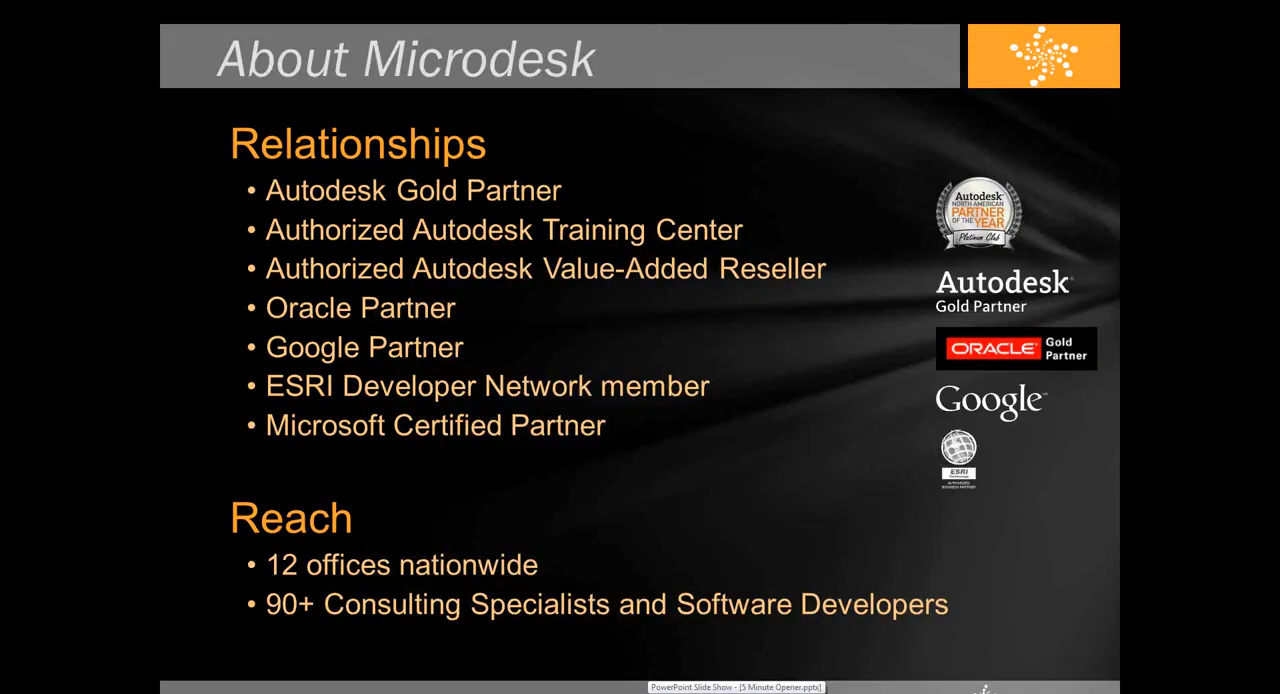 About Microdesk
Relationships
• Autodesk Gold Partner
• Authorized Autodesk Training Center
• Authorized Autodesk Value-Added Reseller
• Oracle Partner
• Google Partner
• ESRI Developer Network member
• Microsoft Certified Partner
Autodesk
NORTH AMERICAN
PARTNER
OF THE YEAR
Platinum Club
Autodesk
Gold Partner
ORACLE Gold
Partner
Google
ESRI
Reach
• 12 offices nationwide
• 90+ Consulting Specialists and Software Developers
PowerPoint Slide Show - [5 Minute Opener.pptx]